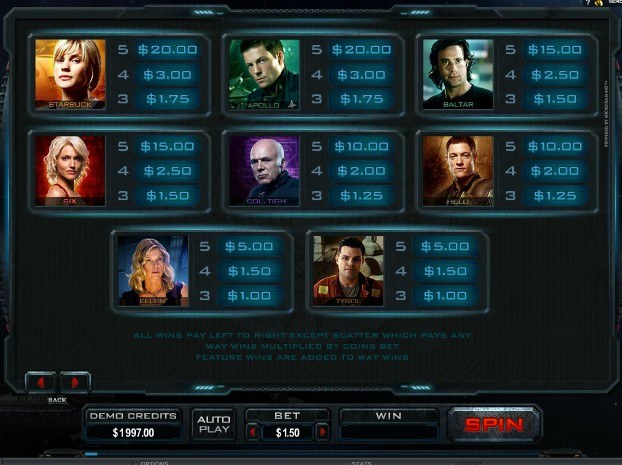 5 $20.00
4 $3.00
3 $1.75
STARBUCK
5 $20.00
4 $3.00
3 $1.75
APOLLO
5 $15.00
4 $2.50
3 $1.50
BALTAR
5 $15.00
4 $2.50
3 $1.50
SIX
5 $10.00
4 $2.00
3 $1.25
COL. TIGH
5 $10.00
4 $2.00
3 $1.25
HELO
5 $5.00
4 $1.50
3 $1.00
ELLEN
5 $5.00
4 $1.50
3 $1.00
TYROL
POWERED BY MICROGAMING™
ALL WINS PAY LEFT TO RIGHT EXCEPT SCATTER WHICH PAYS ANY
WAY WINS MULTIPLIED BY COINS BET
FEATURE WINS ARE ADDED TO WAY WINS
BACK
DEMO CREDITS
$1997.00
AUTO
PLAY
BET
$1.50
WIN
SPIN
OPTIONS
STATS